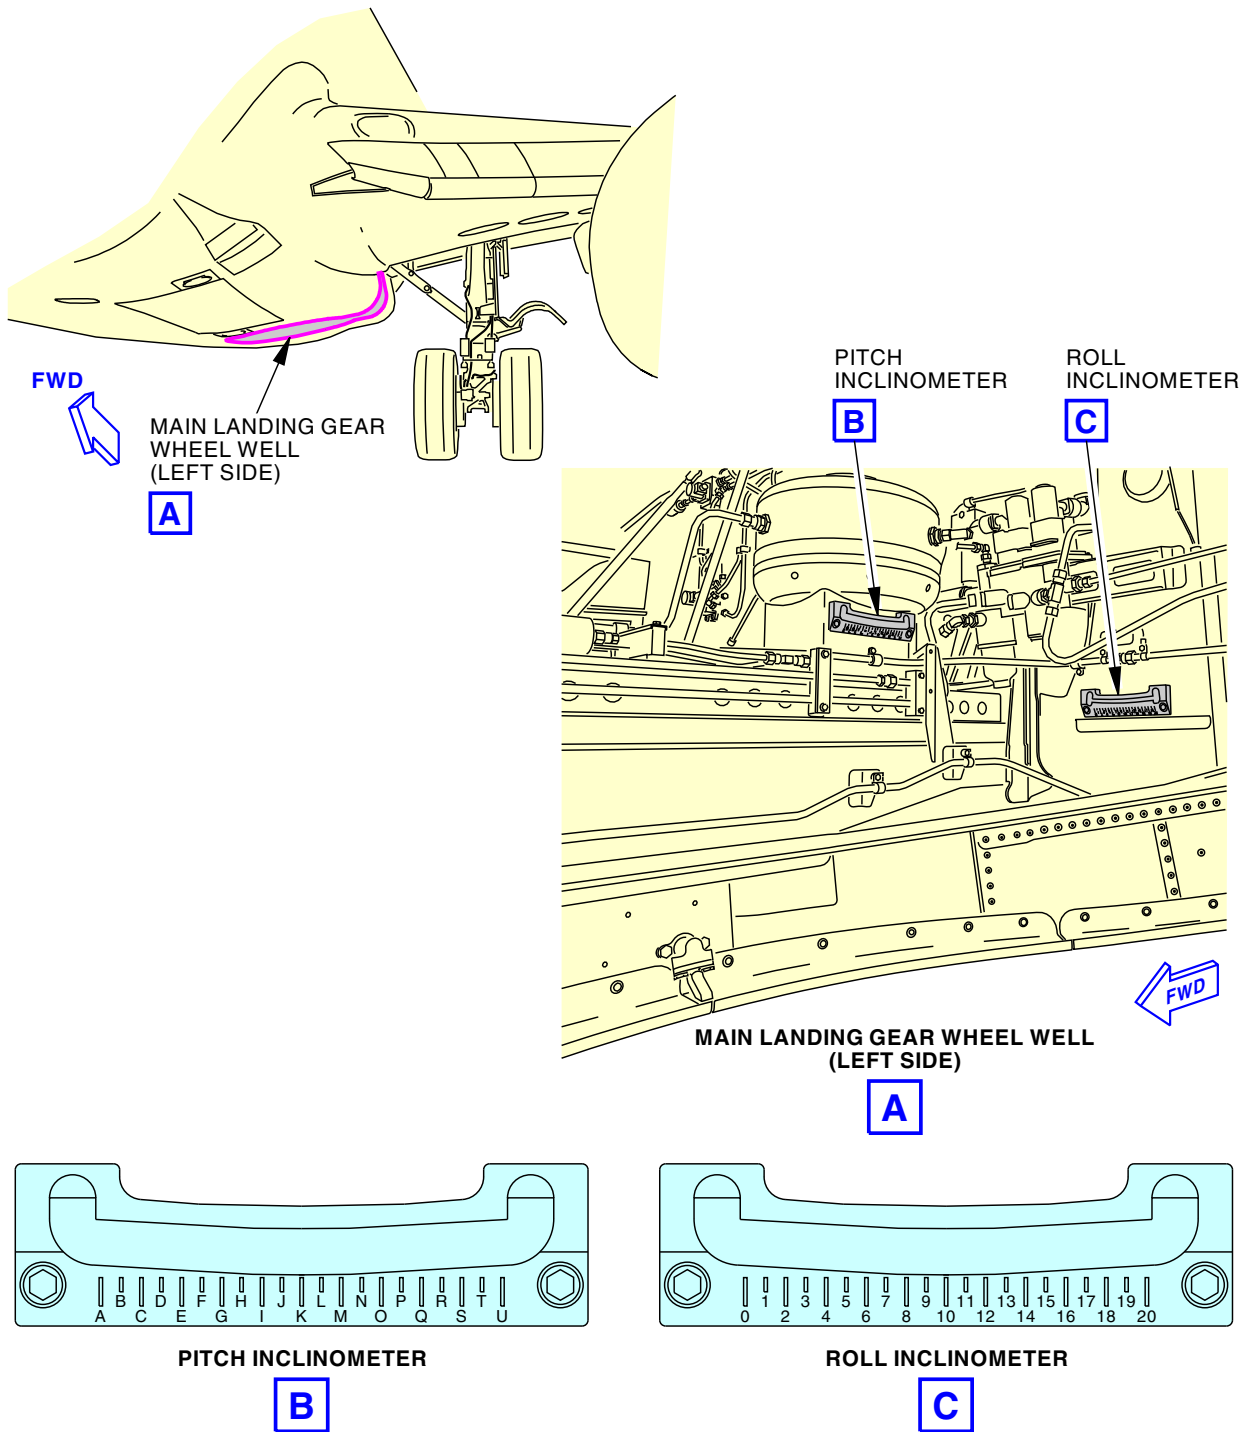 FWD
MAIN LANDING GEAR
WHEEL WELL
(LEFT SIDE)
A
PITCH
INCLINOMETER
B
ROLL
INCLINOMETER
C
FWD
MAIN LANDING GEAR WHEEL WELL
(LEFT SIDE)
A
A B C D E F G H I J K L M N O P Q R S T U
PITCH INCLINOMETER
B
0 1 2 3 4 5 6 7 8 9 10 11 12 13 14 15 16 17 18 19 20
ROLL INCLINOMETER
C